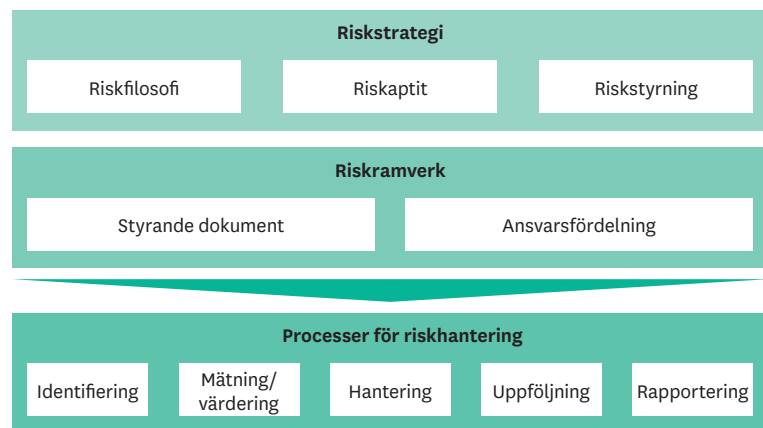 Riskstrategi
Riskfilosofi
Riskaptit
Riskstyrning
Riskramverk
Styrande dokument
Ansvarsfördelning
Processer för riskhantering
Identifiering
Mätning/
värdering
Hantering
Uppföljning
Rapportering